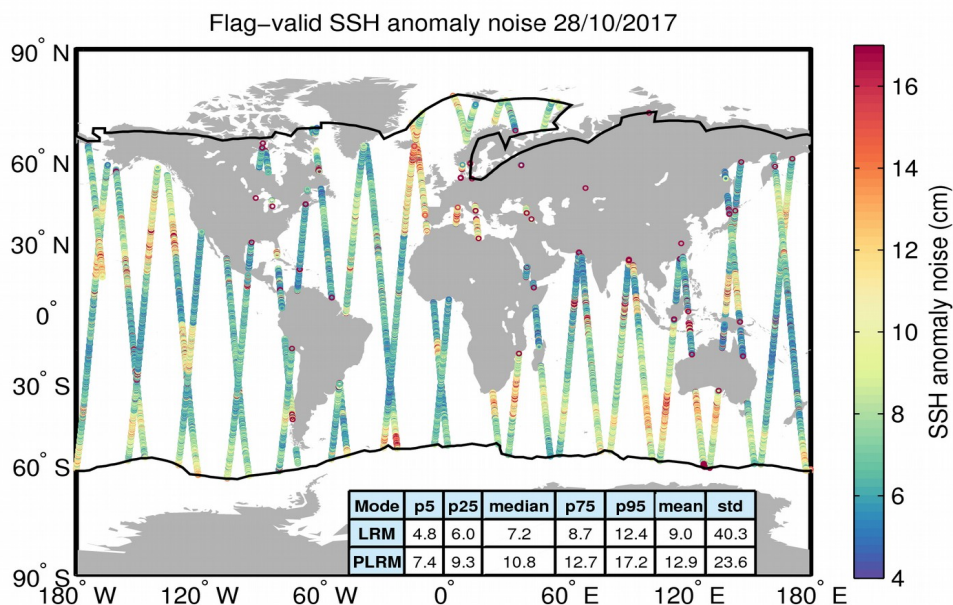 Flag−valid SSH anomaly noise 28/10/2017
90° N
60° N
30° N
0°
30° S
60° S
90° S
180° W
120° W
60° W
0°
60° E
120° E
180° E
Mode p5 p25 median p75 p95 mean std
LRM 4.8 6.0 7.2 8.7 12.4 9.0 40.3
PLRM 7.4 9.3 10.8 12.7 17.2 12.9 23.6
16
14
12
10
8
6
4
SSH anomaly noise (cm)